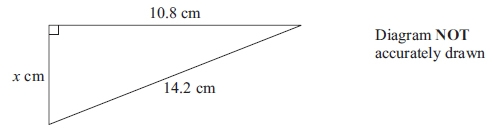 10.8 cm
Diagram NOT
accurately drawn
x cm
14.2 cm